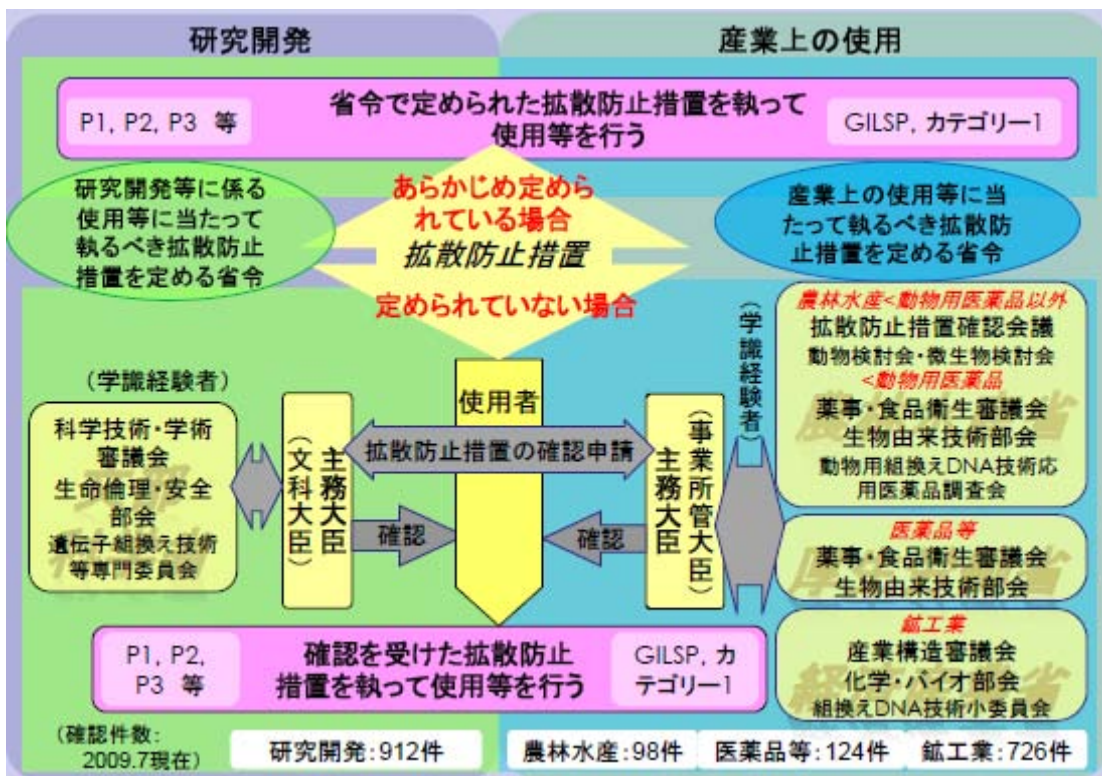 研究開発
産業上の使用
P1, P2, P3 等
省令で定められた拡散防止措置を執って
使用等を行う
GILSP, カテゴリー1
研究開発等に係る
使用等に当たって
執るべき拡散防止
措置を定める省令
あらかじめ定めら
れている場合
拡散防止措置
定められていない場合
産業上の使用等に当
たって執るべき拡散防
止措置を定める省令
(学識経験者)
科学技術・学術
審議会
生命倫理・安全
部会
遺伝子組換え技術
等専門委員会
主務大臣
(文科大臣)
使用者
拡散防止措置の確認申請
確認
確認
(事業所管大臣)
主務大臣
(学識経験者)
農林水産<動物用医薬品以外
拡散防止措置確認会議
動物検討会・微生物検討会
<動物用医薬品
薬事・食品衛生審議会
生物由来技術部会
動物用組換えDNA技術応
用医薬品調査会
医薬品等
薬事・食品衛生審議会
生物由来技術部会
鉱工業
産業構造審議会
化学・バイオ部会
組換えDNA技術小委員会
P1, P2,
P3 等
確認を受けた拡散防止
措置を執って使用等を行う
GILSP, カ
テゴリー1
(確認件数:
2009.7現在)
研究開発:912件
農林水産:98件
医薬品等:124件
鉱工業:726件